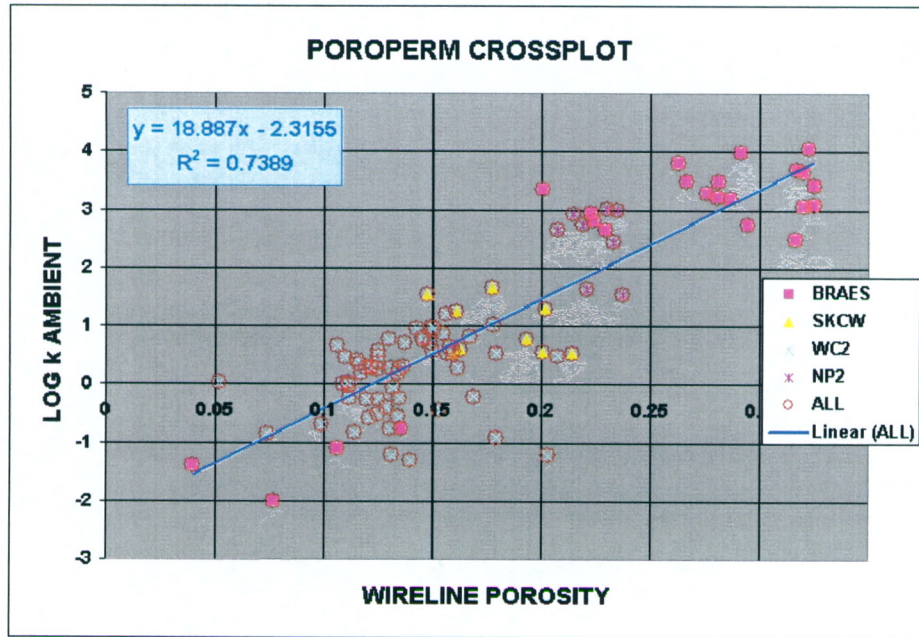 POROPERM CROSSPLOT
y = 18.887x - 2.3155
R² = 0.7389
LOG k AMBIENT
5
4
3
2
1
0
-1
-2
-3
0
0.05
0.1
0.15
0.2
0.25
BRAES
SKCW
WC2
NP2
ALL
Linear (ALL)
WIRELINE POROSITY